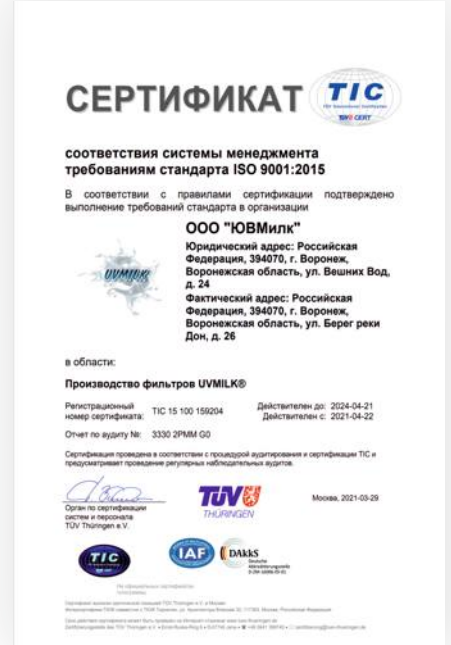 СЕРТИФИКАТ
TIC
TÜV CERT
соответствия системы менеджмента
требованиям стандарта ISO 9001:2015
В соответствии с правилами сертификации подтверждено
выполнение требований стандарта в организации
UVMILK
ООО "ЮВМилк"
Юридический адрес: Российская
Федерация, 394070, г. Воронеж,
Воронежская область, ул. Вешних Вод,
д. 24
Фактический адрес: Российская
Федерация, 394070, г. Воронеж,
Воронежская область, ул. Берег реки
Дон, д. 26
в области:
Производство фильтров UVMILK®
Регистрационный
номер сертификата: TIC 15 100 159204
Действителен до: 2024-04-21
Действителен с: 2021-04-22
Отчет по аудиту №: 3330 2PMM G0
Сертификация проведена в соответствии с процедурой аудитирования и сертификации TIC и
предусматривает проведение регулярных наблюдательных аудитов.
Орган по сертификации
систем и персонала
TÜV Thüringen e.V.
TÜV
THÜRINGEN
Москва, 2021-03-29
TIC
IAF
DAkkS
Deutsche
Akkreditierungsstelle